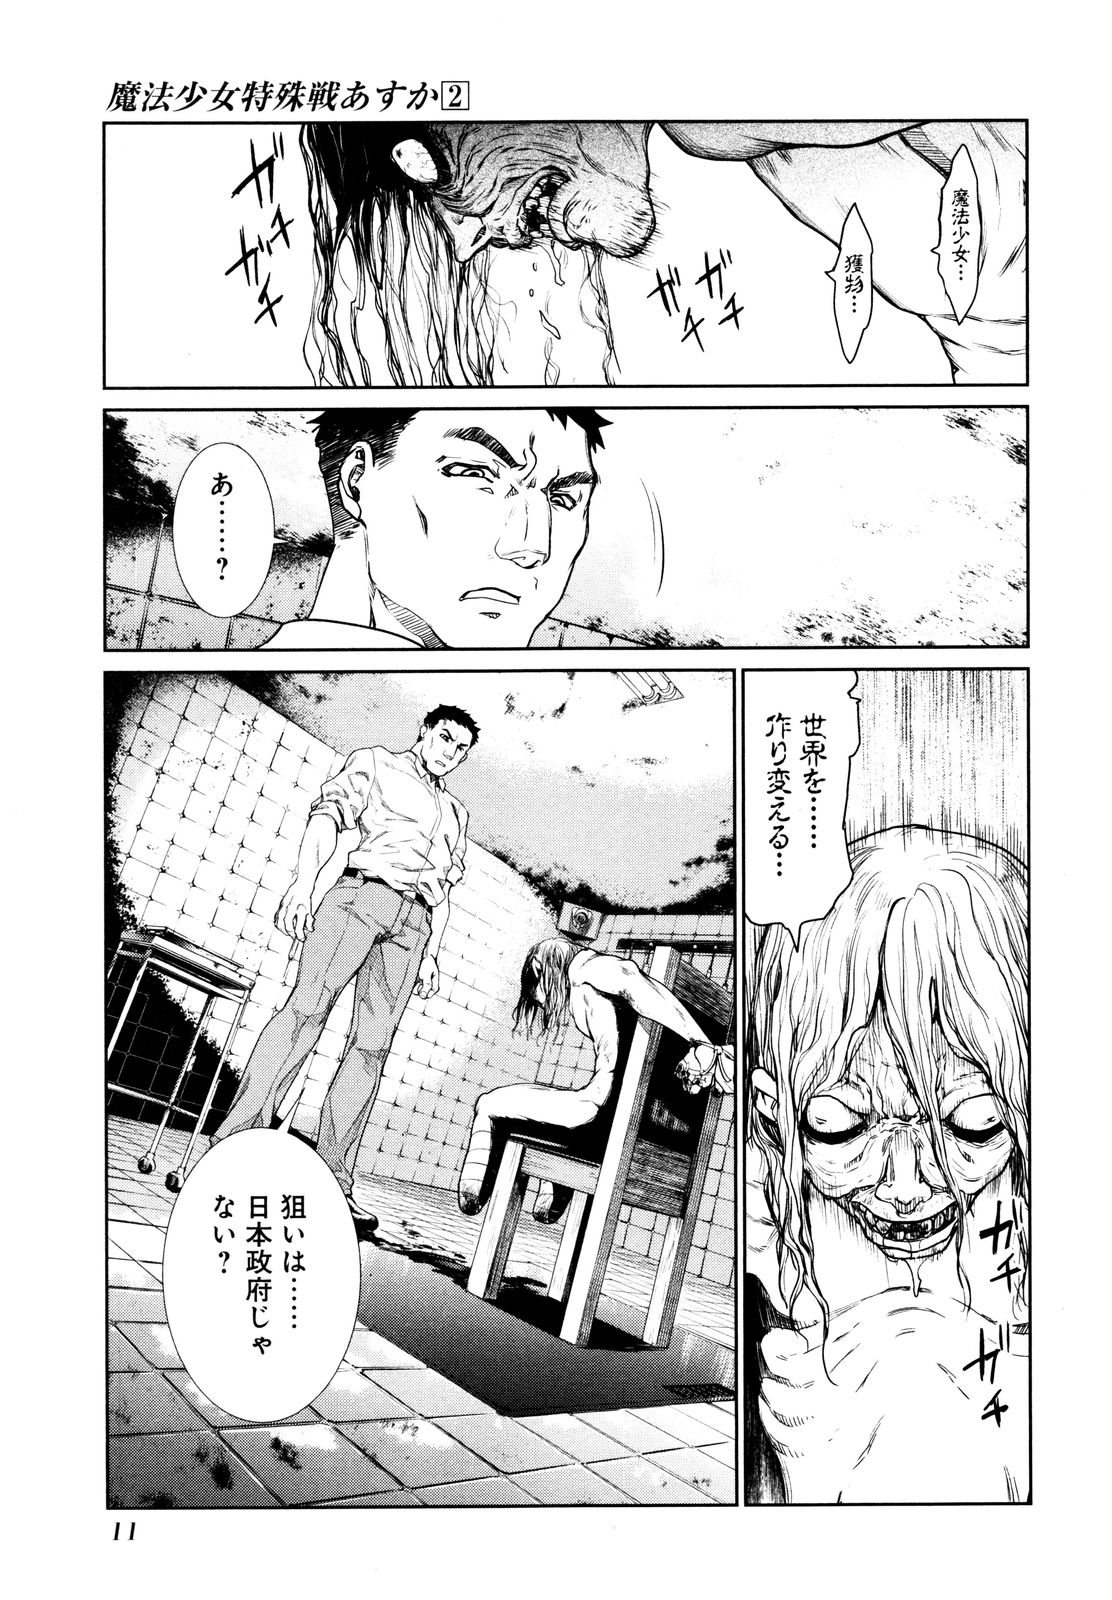 魔法少女特殊戦あすか2
魔法少女…
獲物…
ガチ
ガチ
ガチ
ガチ
あ……?
世界を……
作り変える…
ガチ
ガチ
狙いは……
日本政府じゃ
ない?
11